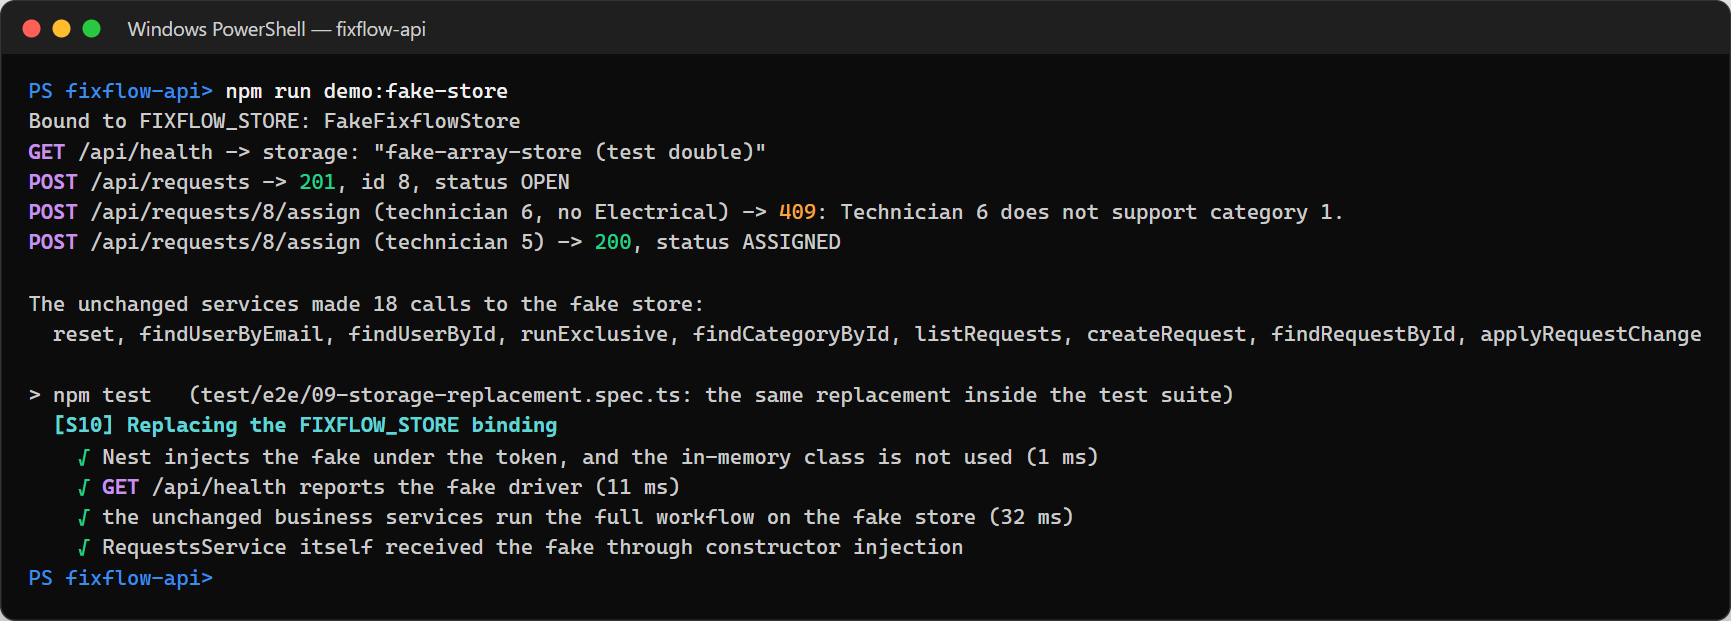 Windows PowerShell — fixflow-api
PS fixflow-api> npm run demo:fake-store
Bound to FIXFLOW_STORE: FakeFixflowStore
GET /api/health -> storage: "fake-array-store (test double)"
POST /api/requests -> 201, id 8, status OPEN
POST /api/requests/8/assign (technician 6, no Electrical) -> 409: Technician 6 does not support category 1.
POST /api/requests/8/assign (technician 5) -> 200, status ASSIGNED
The unchanged services made 18 calls to the fake store:
reset, findUserByEmail, findUserById, runExclusive, findCategoryById, listRequests, createRequest, findRequestById, applyRequestChange
> npm test (test/e2e/09-storage-replacement.spec.ts: the same replacement inside the test suite)
[S10] Replacing the FIXFLOW_STORE binding
√ Nest injects the fake under the token, and the in-memory class is not used (1 ms)
√ GET /api/health reports the fake driver (11 ms)
√ the unchanged business services run the full workflow on the fake store (32 ms)
√ RequestsService itself received the fake through constructor injection
PS fixflow-api>